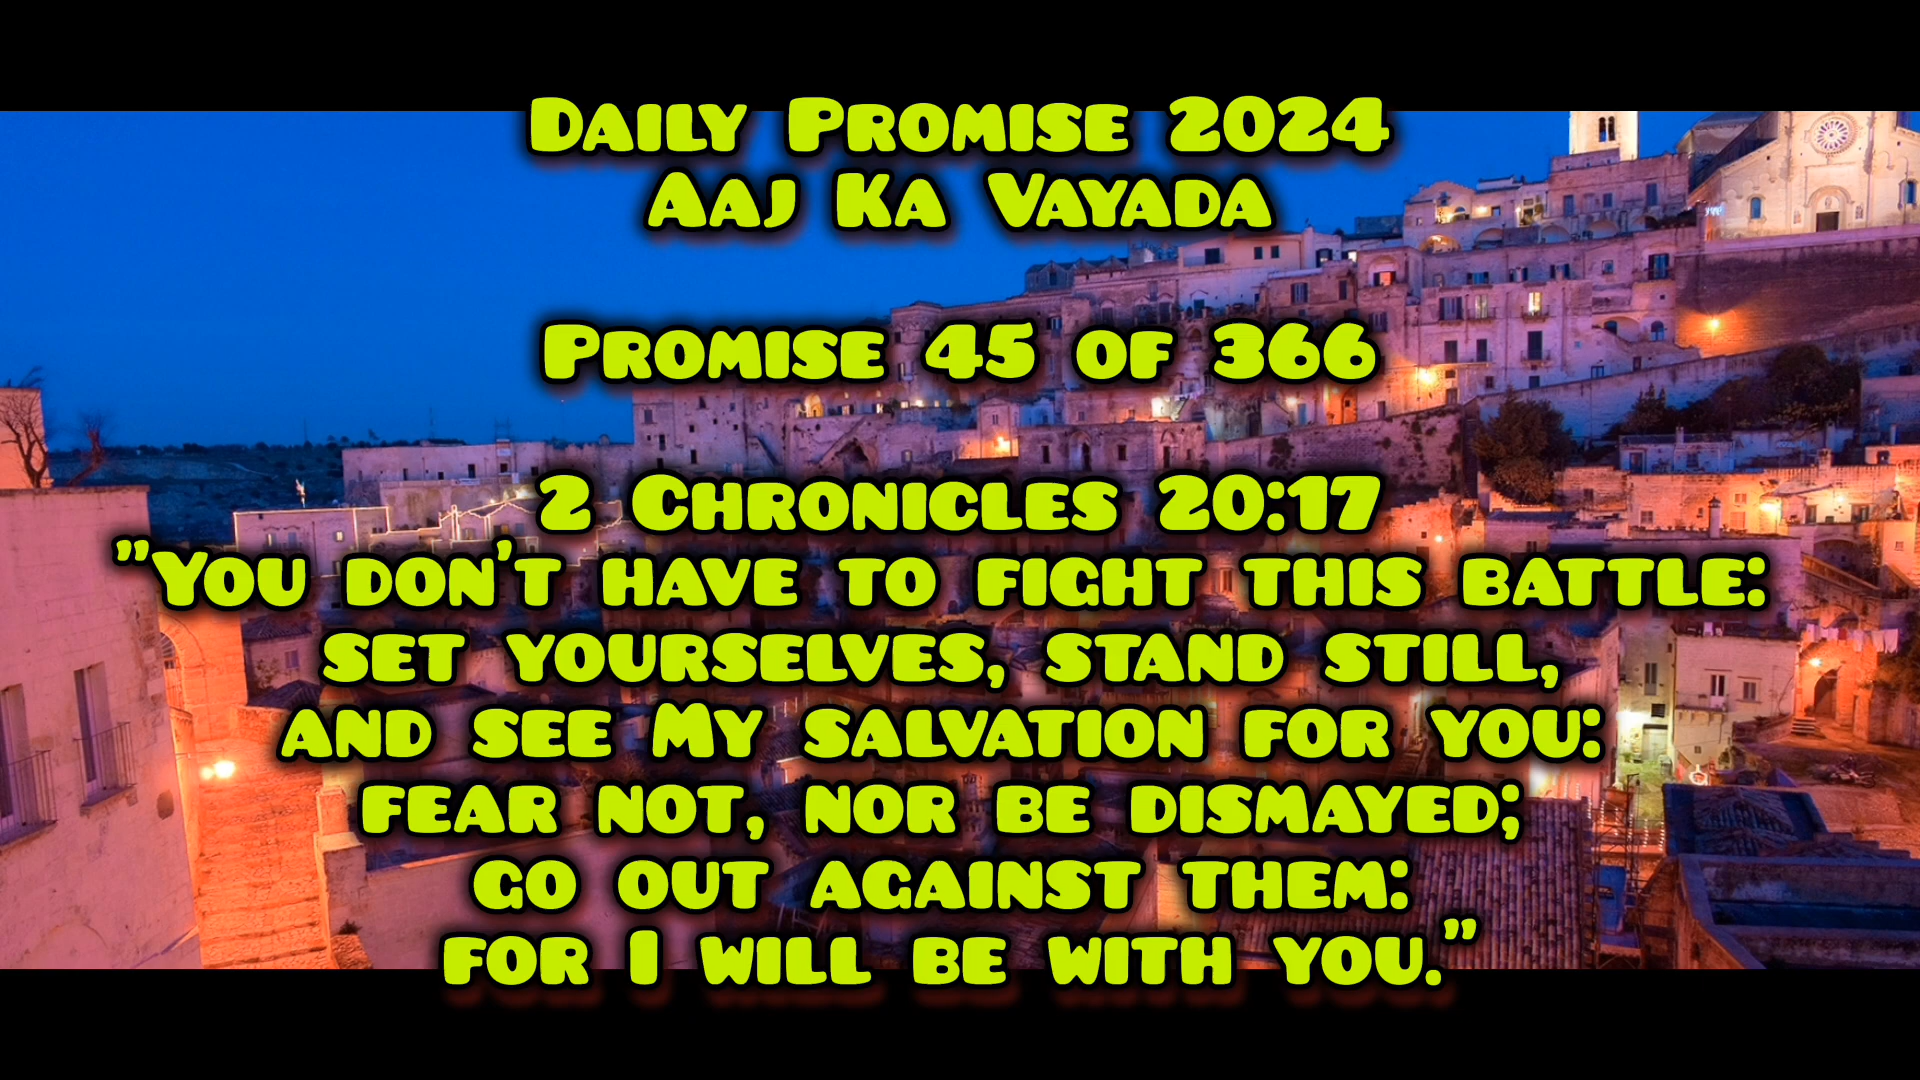 Daily Promise 2024
Aaj Ka Vayada
Promise 45 of 366
2 Chronicles 20:17
"You don't have to fight this battle:
set yourselves, stand still,
and see My salvation for you:
fear not, nor be dismayed;
go out against them:
for I will be with you."